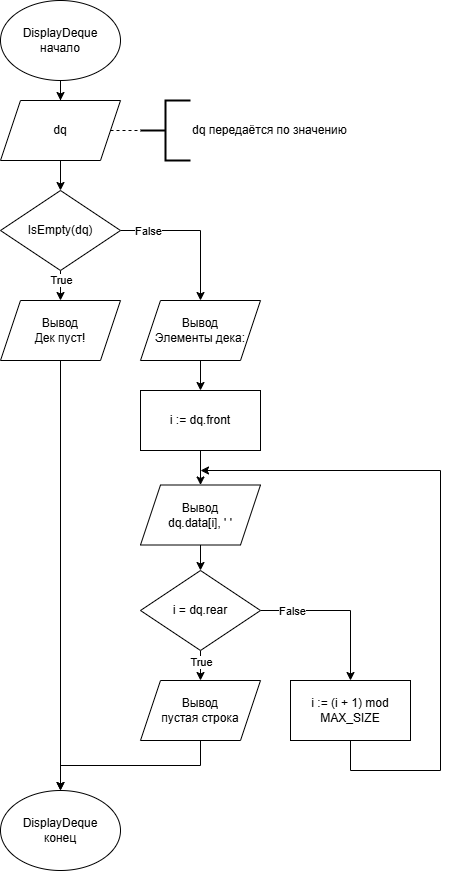 DisplayDeque
начало
dq
dq передаётся по значению
IsEmpty(dq)
False
True
Вывод
Дек пуст!
Вывод
Элементы дека:
i := dq.front
Вывод
dq.data[i], ' '
i = dq.rear
False
True
Вывод
пустая строка
i := (i + 1) mod
MAX_SIZE
DisplayDeque
конец